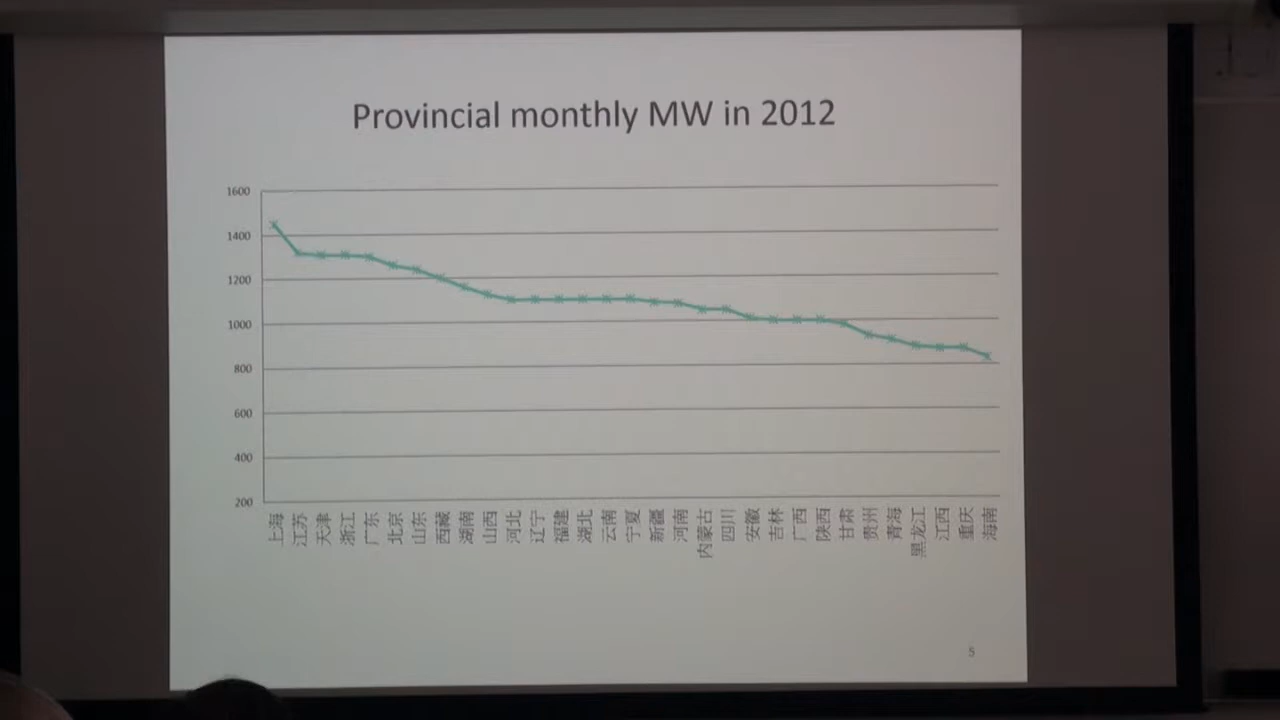 Provincial monthly MW in 2012
1600
1400
1200
1000
800
600
400
200
上海
江苏
天津
浙江
广东
北京
山东
西藏
湖南
山西
河北
辽宁
福建
湖北
云南
宁夏
新疆
河南
内蒙古
四川
安徽
吉林
广西
陕西
甘肃
贵州
青海
黑龙江
江西
重庆
海南
5